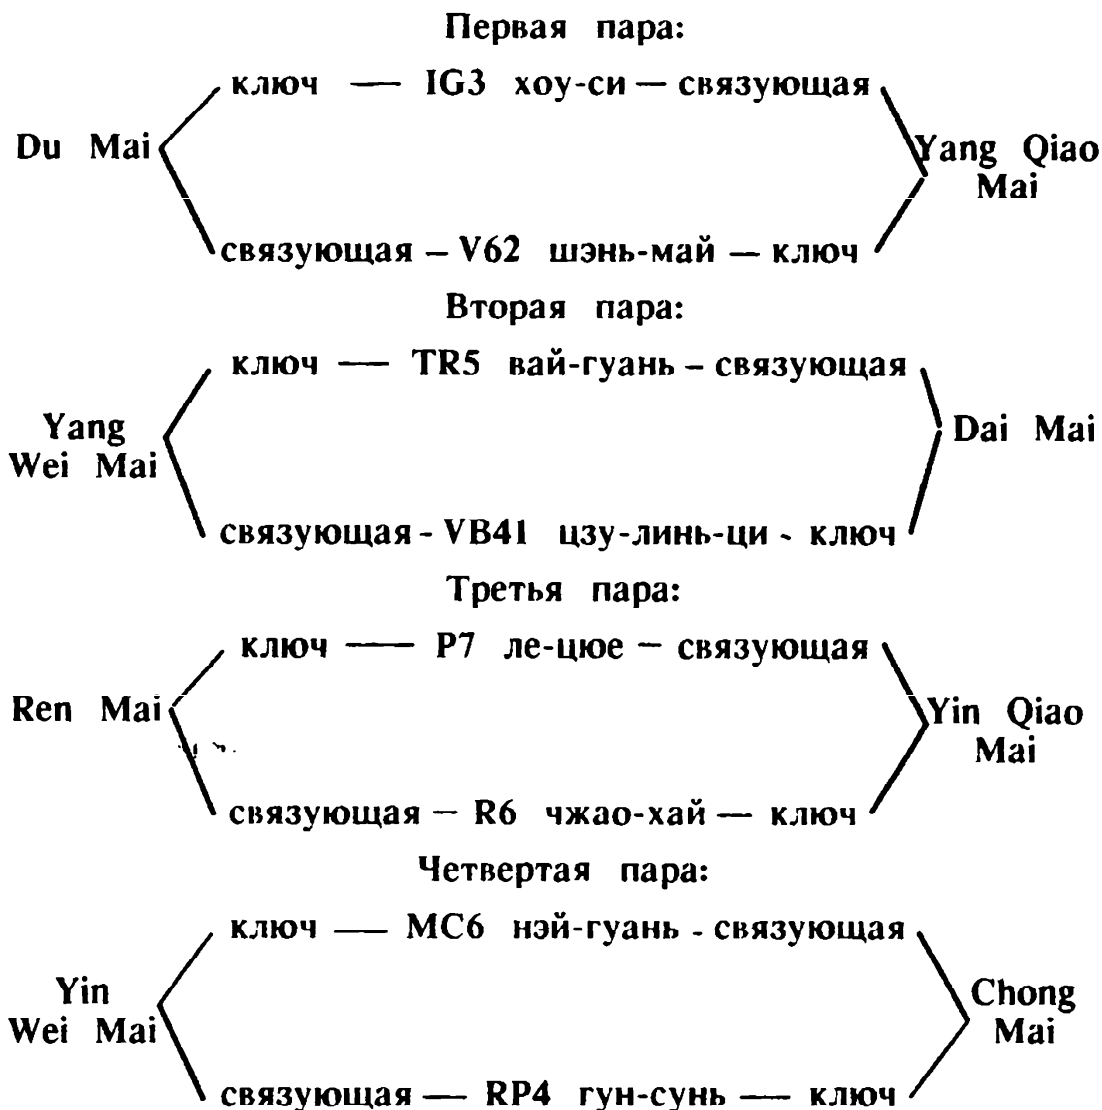 Первая пара:
ключ — IG3 хоу-си — связующая
Du Mai
Yang Qiao
Mai
связующая – V62 шэнь-май — ключ
Вторая пара:
ключ — TR5 вай-гуань – связующая
Yang
Wei Mai
Dai Mai
связующая - VB41 цзу-линь-ци - ключ
Третья пара:
ключ — P7 ле-цюе – связующая
Ren Mai
Yin Qiao
Mai
связующая — R6 чжао-хай — ключ
Четвертая пара:
ключ — MC6 нэй-гуань - связующая
Yin
Wei Mai
Chong
Mai
связующая — RP4 гун-сунь — ключ